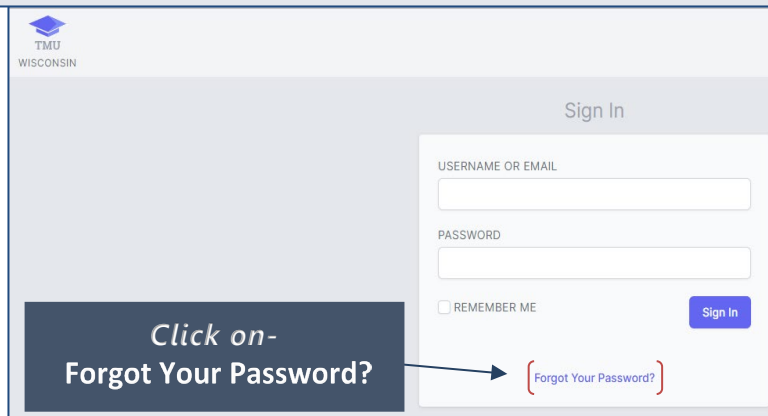 TMU
WISCONSIN
Sign In
USERNAME OR EMAIL
PASSWORD
REMEMBER ME
Sign In
Click on-
Forgot Your Password?
Forgot Your Password?